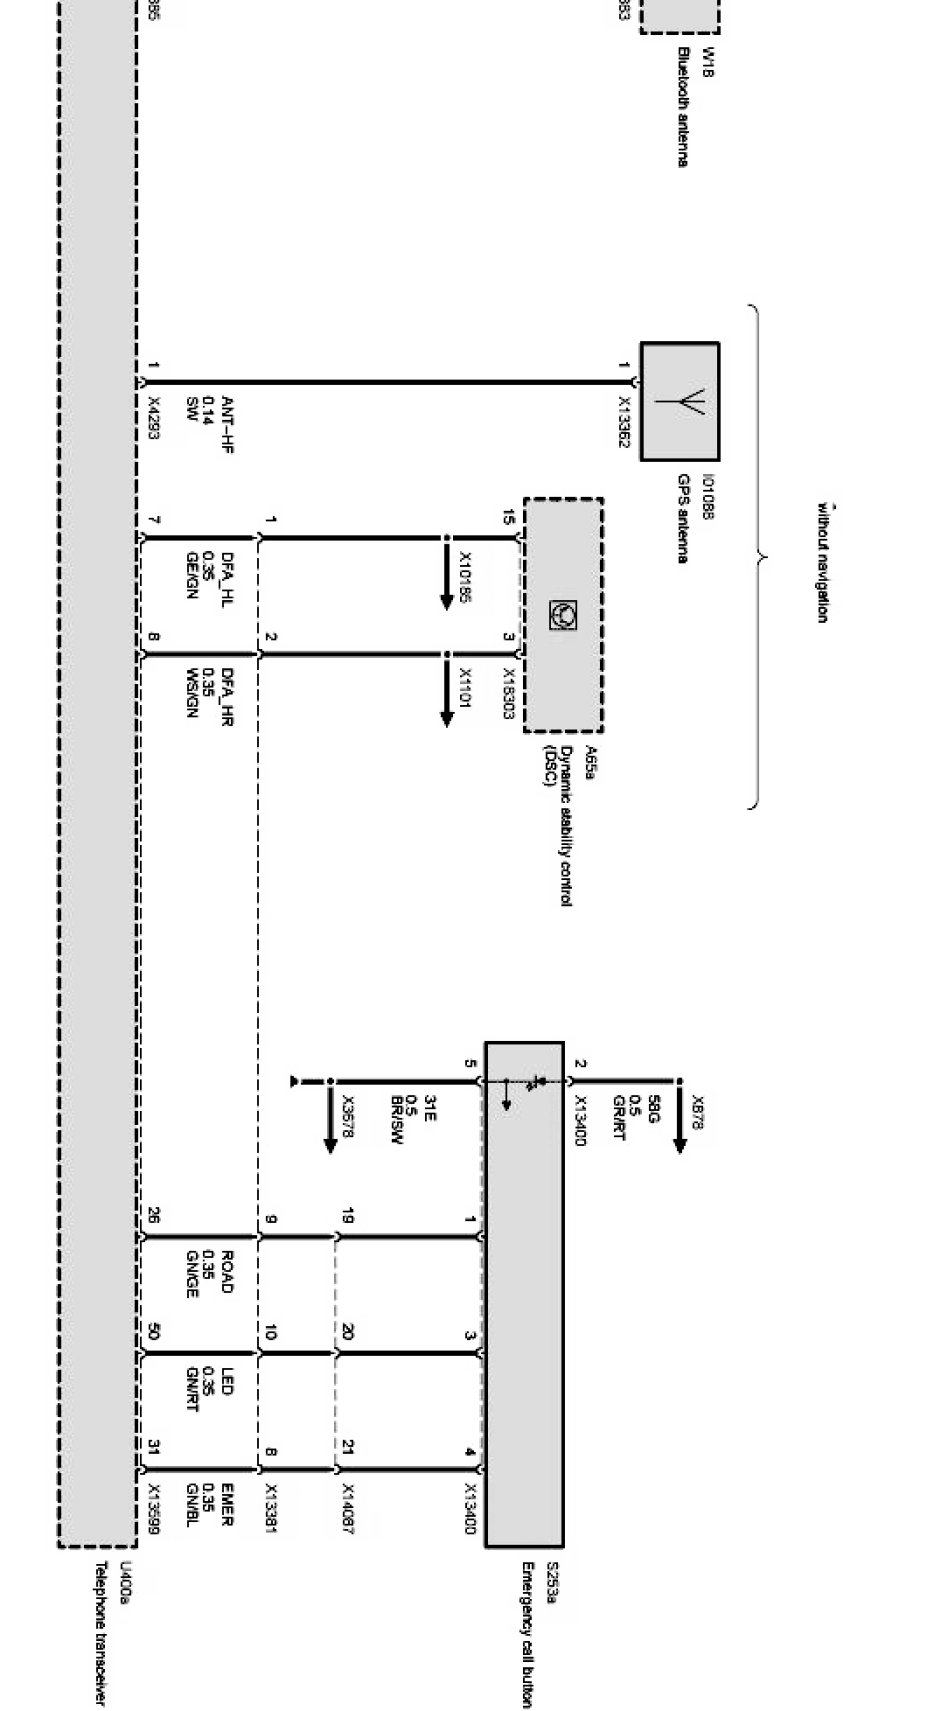 without navigation
W18
Bluetooth antenna
I01088
GPS antenna
1
X13362
1
X4293
ANT-HF
0.14
SW
A65a
Dynamic stability control
(DSC)
15
3
X18303
X10185
X1101
1
2
DFA_HL
0.35
GE/GN
DFA_HR
0.35
WS/GN
7
8
X878
58G
0.5
GR/RT
2
X13400
S253a
Emergency call button
5
31E
0.5
BR/SW
X3678
1
3
4
X13400
19
20
21
X14087
9
10
8
X13381
ROAD
0.35
GN/GE
LED
0.35
GN/RT
EMER
0.35
GN/BL
26
50
31
X13599
U400a
Telephone transceiver